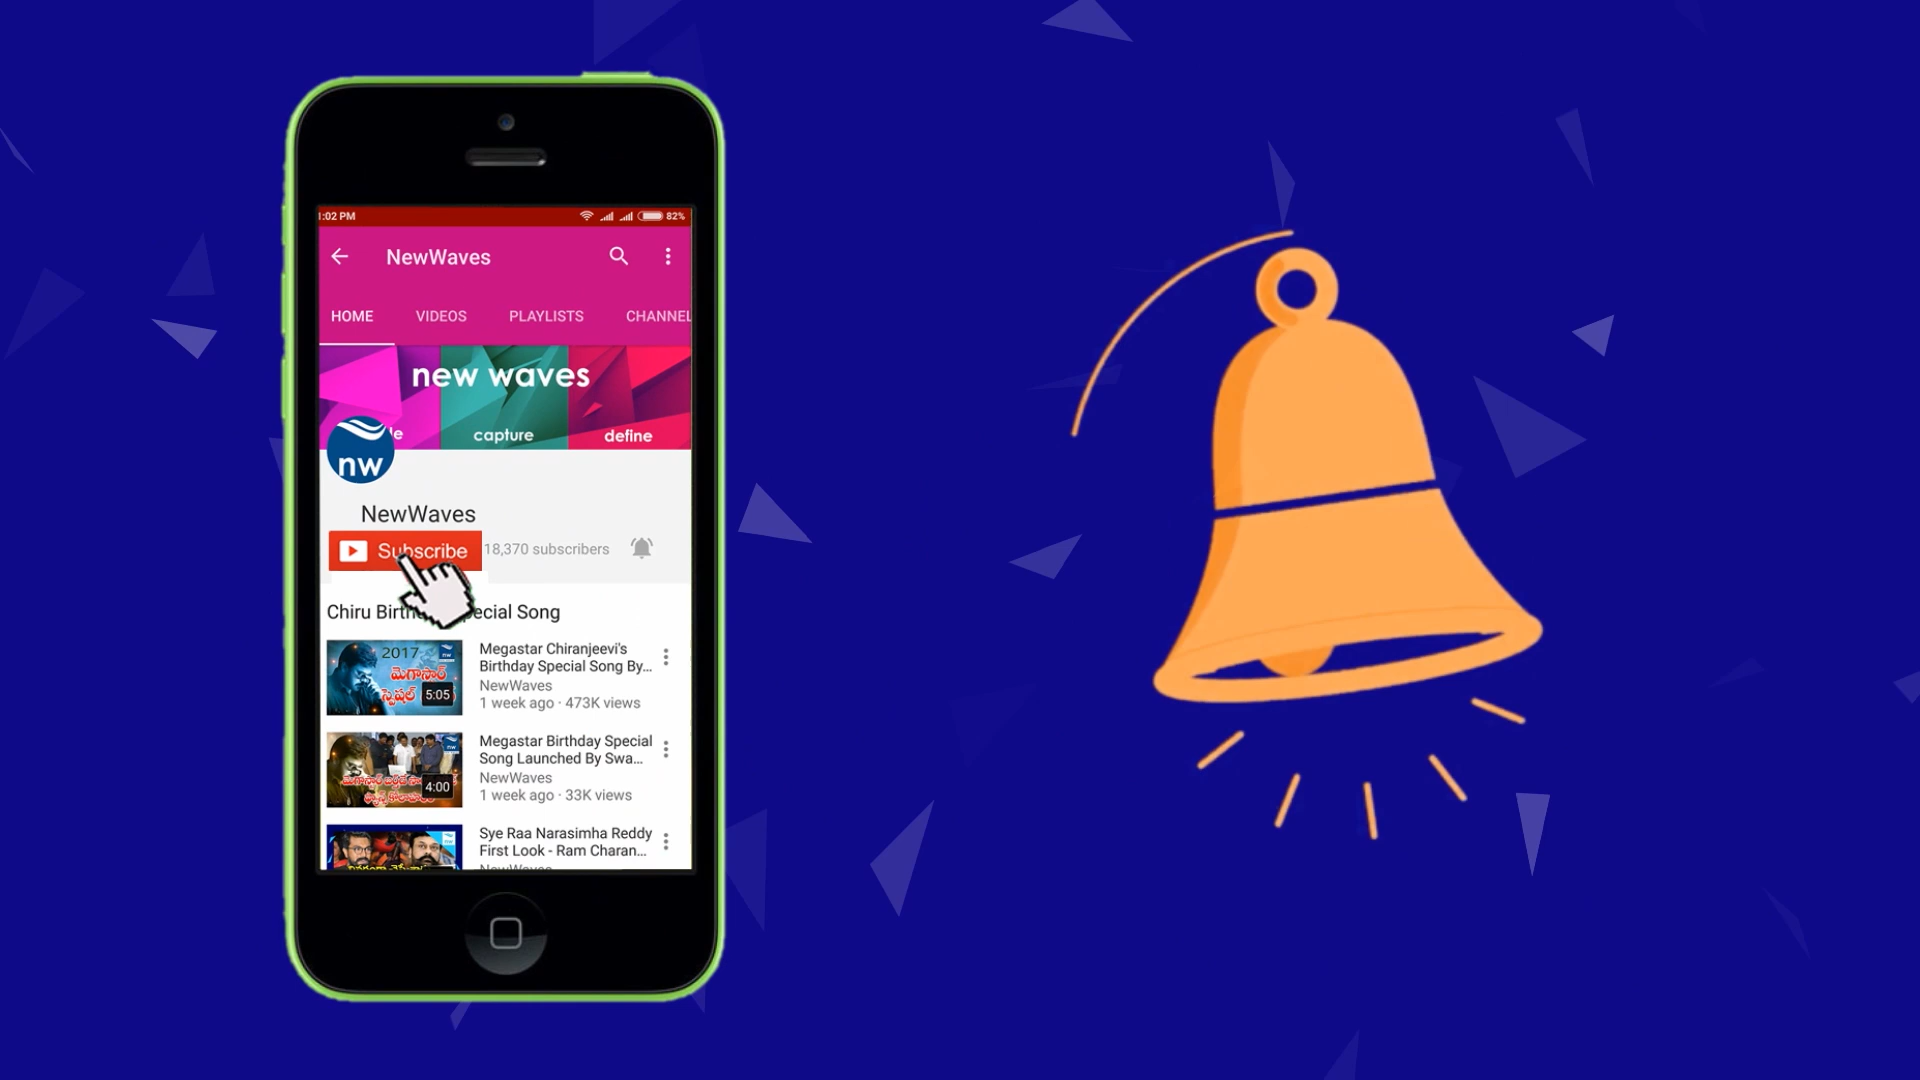 1:02 PM
82%
NewWaves
HOME VIDEOS PLAYLISTS CHANNEL
new waves
capture define
nw
NewWaves
Subscribe 18,370 subscribers
Chiru Special Song
2017
మెగాస్టార్
స్పెషల్
5:05
Megastar Chiranjeevi's
Birthday Special Song By...
NewWaves
1 week ago · 473K views
4:00
Megastar Birthday Special
Song Launched By Swa...
NewWaves
1 week ago · 33K views
Sye Raa Narasimha Reddy
First Look - Ram Charan...
NewWaves